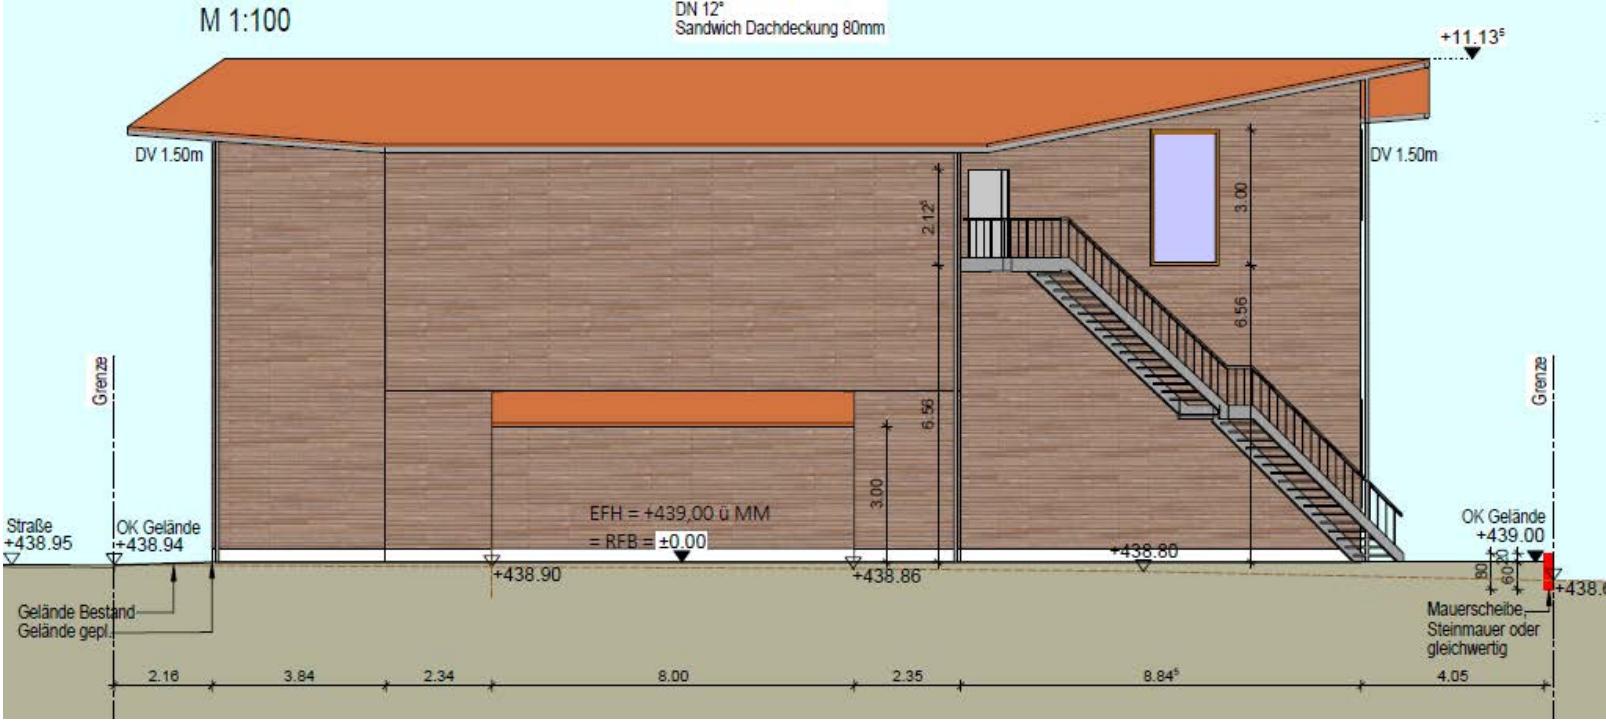 M 1:100
DN 12°
Sandwich Dachdeckung 80mm
+11.13⁵
DV 1.50m
DV 1.50m
2.12⁵
3.00
6.56
6.56
3.00
Grenze
Grenze
EFH = +439,00 ü MM
= RFB = ±0.00
Straße
+438.95
OK Gelände
+438.94
OK Gelände
+439.00
+438.80
+438.90
+438.86
80
20
60
Gelände Bestand
Gelände gepl.
Mauerscheibe,
Steinmauer oder
gleichwertig
2.16 3.84 2.34 8.00 2.35 8.84⁵ 4.05